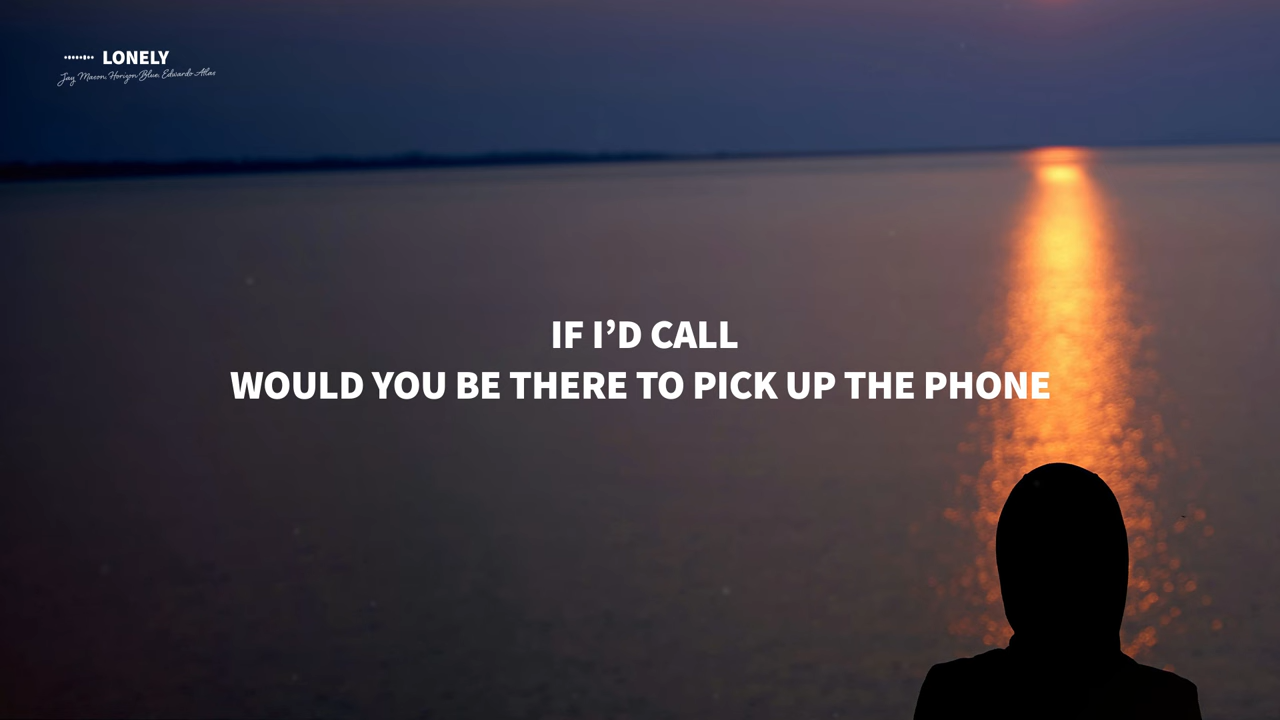 LONELY
Jay Mason, Horizon Blue, Edwardo Atlas
IF I’D CALL
WOULD YOU BE THERE TO PICK UP THE PHONE